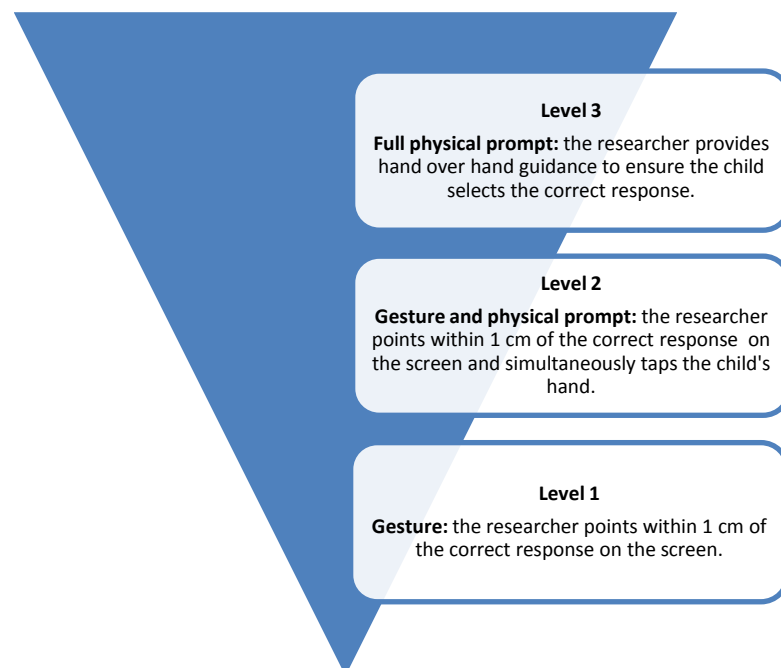 Level 3
Full physical prompt: the researcher provides
hand over hand guidance to ensure the child
selects the correct response.
Level 2
Gesture and physical prompt: the researcher
points within 1 cm of the correct response on
the screen and simultaneously taps the child's
hand.
Level 1
Gesture: the researcher points within 1 cm of
the correct response on the screen.